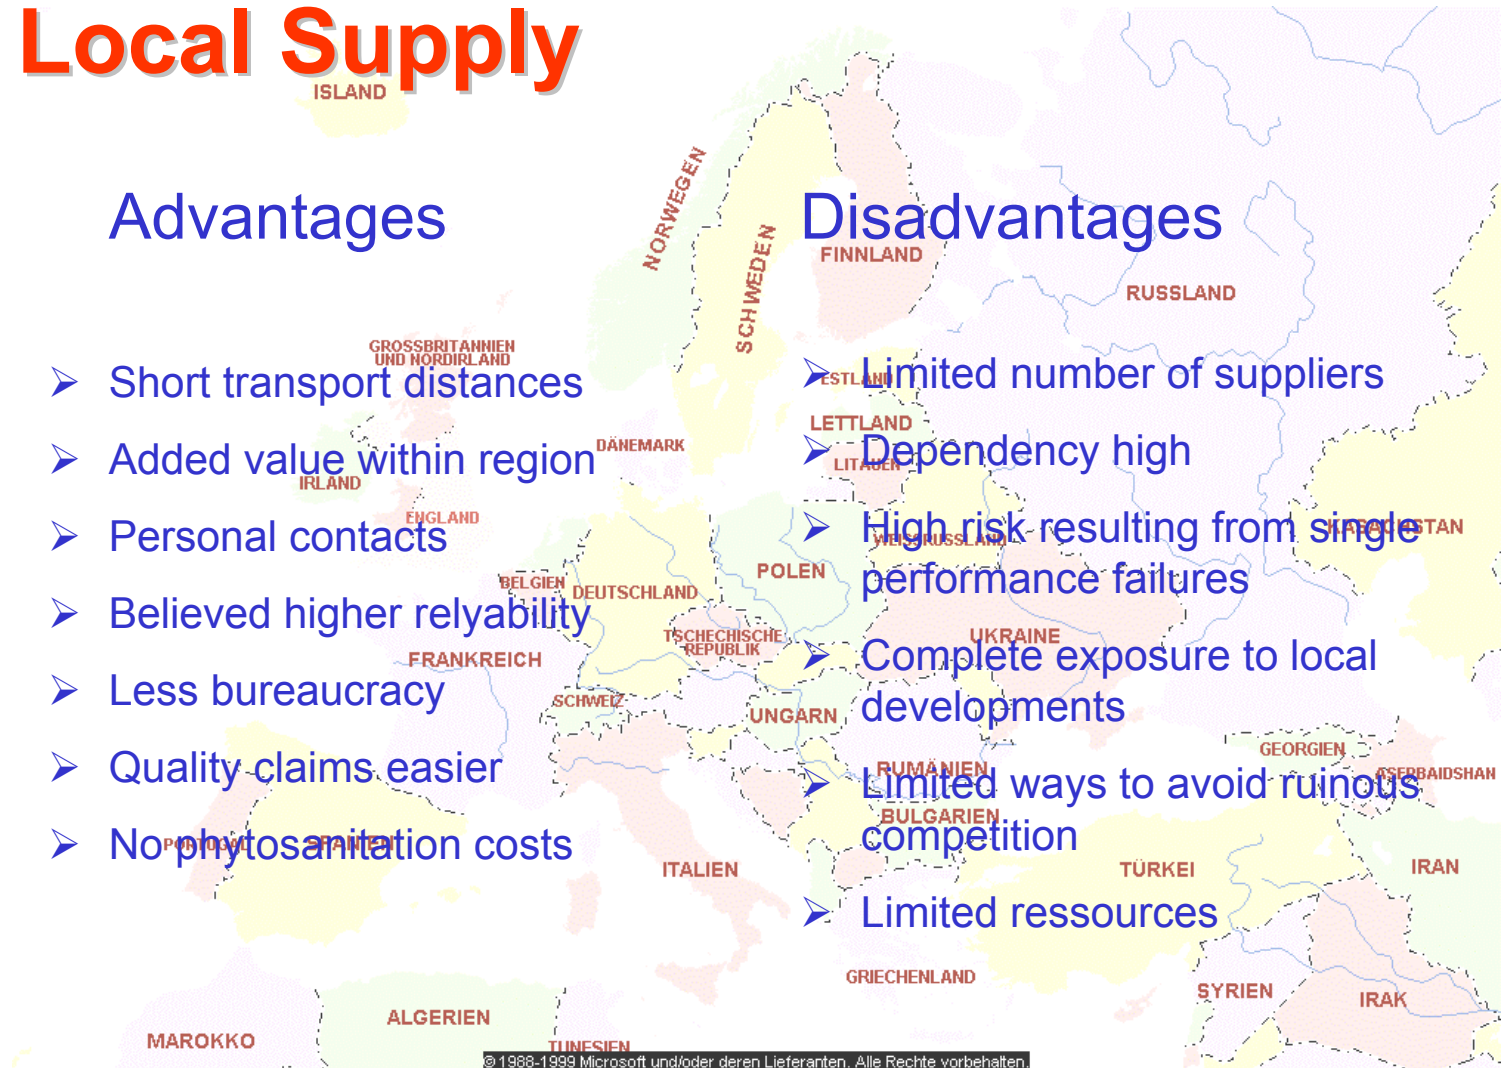 Local Supply
Advantages
➢ Short transport distances
➢ Added value within region
➢ Personal contacts
➢ Believed higher relyability
➢ Less bureaucracy
➢ Quality claims easier
➢ No phytosanitation costs
Disadvantages
➢ Limited number of suppliers
➢ Dependency high
➢ High risk resulting from single
performance failures
➢ Complete exposure to local
developments
➢ Limited ways to avoid ruinous
competition
➢ Limited ressources
ISLAND
NORWEGEN
SCHWEDEN
FINNLAND
RUSSLAND
GROSSBRITANNIEN
UND NORDIRLAND
ESTLAND
LETTLAND
DÄNEMARK
LITAUEN
IRLAND
ENGLAND
KASACHSTAN
WEISSRUSSLAND
POLEN
BELGIEN
DEUTSCHLAND
TSCHECHISCHE
REPUBLIK
UKRAINE
FRANKREICH
SCHWEIZ
UNGARN
GEORGIEN
RUMÄNIEN
ASERBAIDSHAN
BULGARIEN
PORTUGAL
SPANIEN
ITALIEN
TÜRKEI
IRAN
GRIECHENLAND
SYRIEN
IRAK
ALGERIEN
MAROKKO
TUNESIEN
© 1988-1999 Microsoft und/oder deren Lieferanten. Alle Rechte vorbehalten.